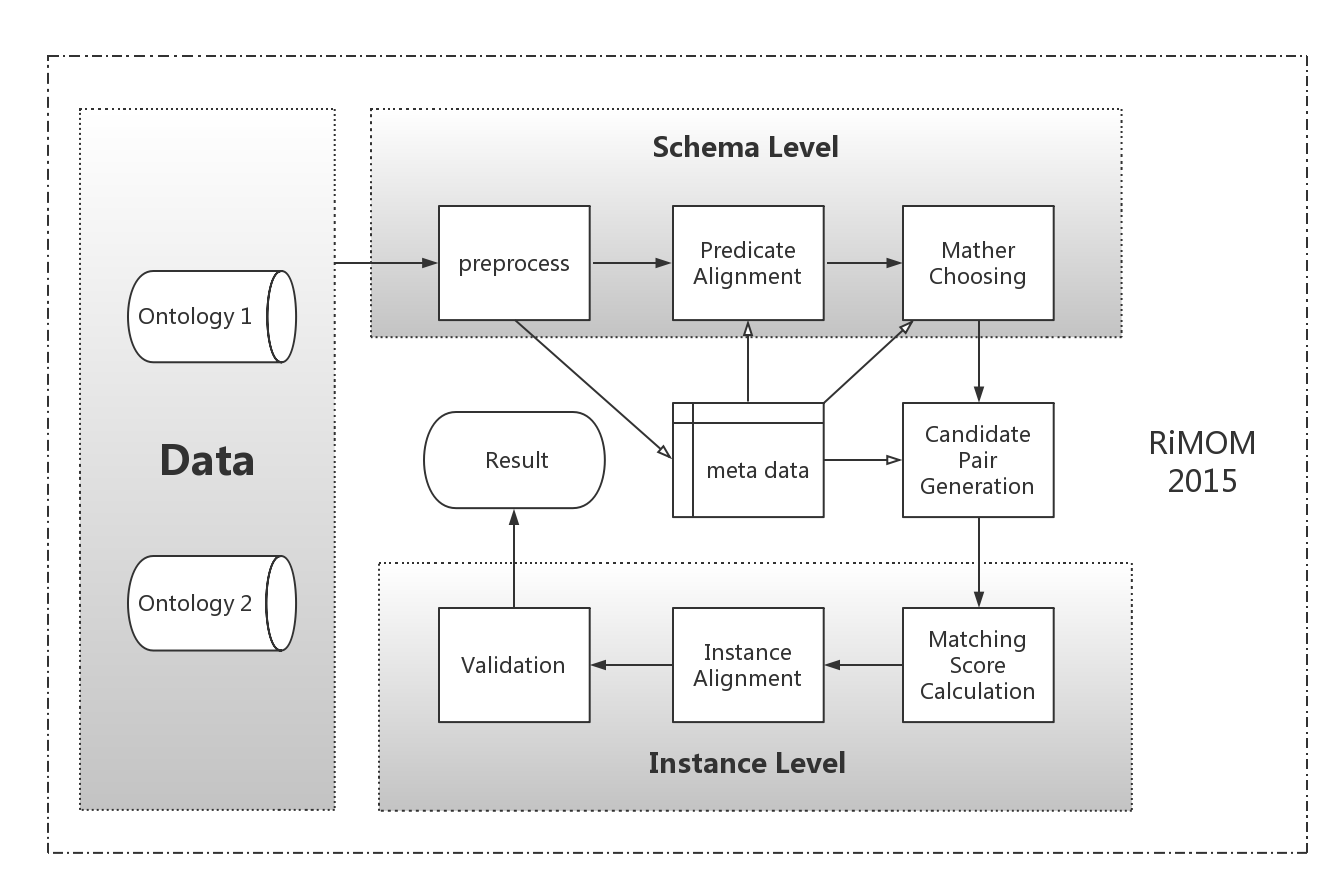 Schema Level
preprocess
Predicate
Alignment
Mather
Choosing
Ontology 1
Data
Ontology 2
Result
meta data
Candidate
Pair
Generation
RiMOM
2015
Validation
Instance
Alignment
Matching
Score
Calculation
Instance Level